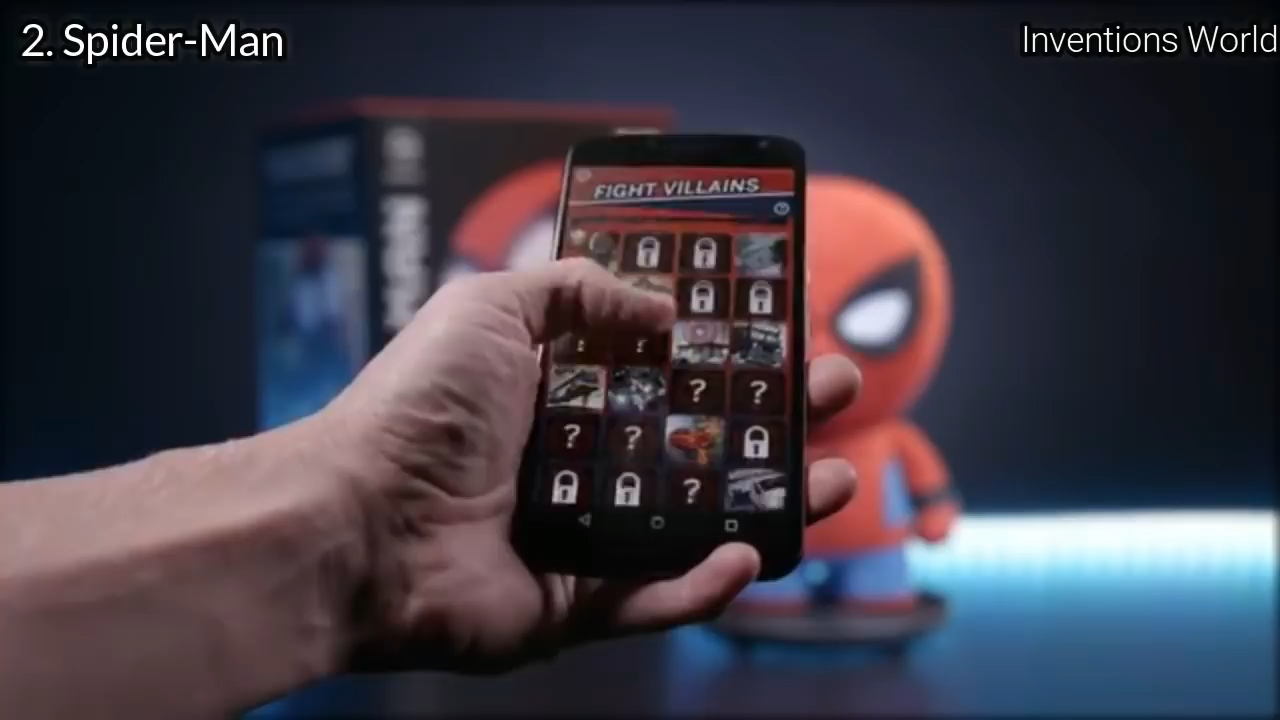 2. Spider-Man
Inventions World
FIGHT VILLAINS
? ?
? ?
? ?
?